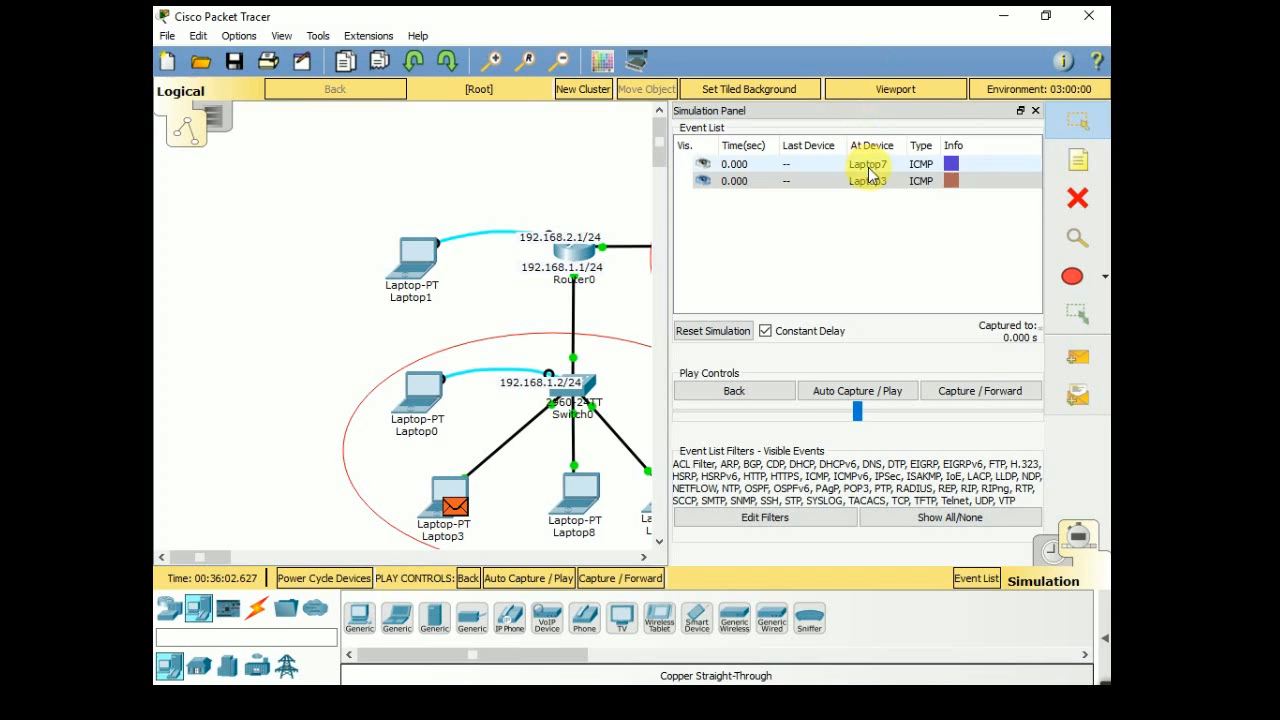 Cisco Packet Tracer
File Edit Options View Tools Extensions Help
Logical Back [Root] New Cluster Move Object Set Tiled Background Viewport Environment: 03:00:00
Simulation Panel
Event List
Vis. Time(sec) Last Device At Device Type Info
0.000 -- Laptop7 ICMP
0.000 -- Laptop3 ICMP
192.168.2.1/24
192.168.1.1/24
Router0
Laptop-PT
Laptop1
Reset Simulation Constant Delay Captured to:
0.000 s
Play Controls
Back Auto Capture / Play Capture / Forward
192.168.1.2/24
2960-24TT
Switch0
Laptop-PT
Laptop0
Event List Filters - Visible Events
ACL Filter, ARP, BGP, CDP, DHCP, DHCPv6, DNS, DTP, EIGRP, EIGRPv6, FTP, H.323,
HSRP, HSRPv6, HTTP, HTTPS, ICMP, ICMPv6, IPSec, ISAKMP, IoE, LACP, LLDP, NDP,
NETFLOW, NTP, OSPF, OSPFv6, PAgP, POP3, PTP, RADIUS, REP, RIP, RIPng, RTP,
SCCP, SMTP, SNMP, SSH, STP, SYSLOG, TACACS, TCP, TFTP, Telnet, UDP, VTP
Edit Filters Show All/None
Laptop-PT
Laptop3
Laptop-PT
Laptop8
Time: 00:36:02.627 Power Cycle Devices PLAY CONTROLS: Back Auto Capture / Play Capture / Forward Event List Simulation
Generic Generic Generic Generic IP Phone VoIP Device Phone TV Wireless Tablet Smart Device Generic Wireless Generic Wired Sniffer
Copper Straight-Through